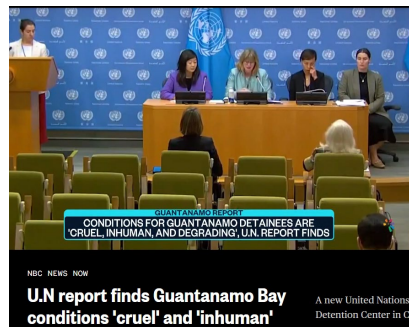 GUANTANAMO REPORT
CONDITIONS FOR GUANTANAMO DETAINEES ARE
'CRUEL, INHUMAN, AND DEGRADING', U.N. REPORT FINDS
NBC NEWS NOW
U.N report finds Guantanamo Bay
conditions 'cruel' and 'inhuman'
A new United Nations
Detention Center in C